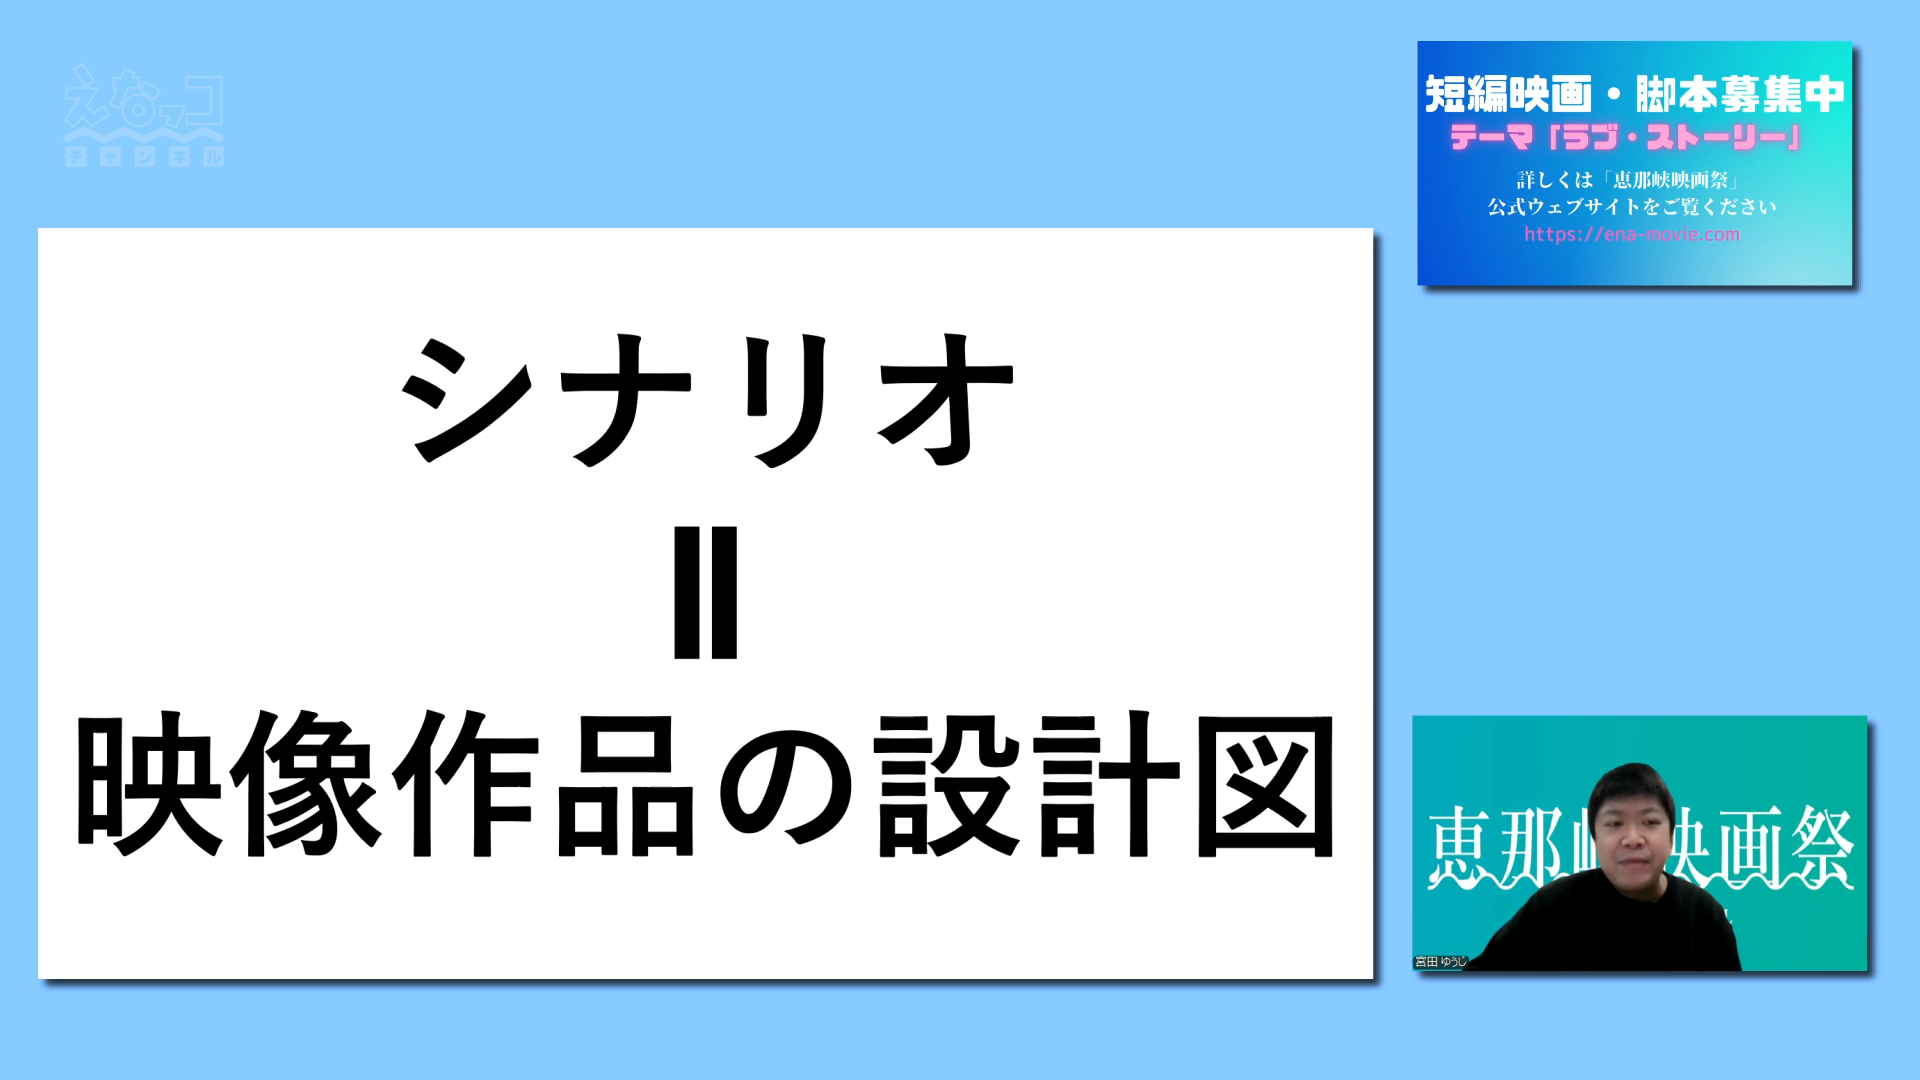 えなッコ
チャンネル
短編映画・脚本募集中
テーマ「ラブ・ストーリー」
詳しくは「恵那峡映画祭」
公式ウェブサイトをご覧ください
https://ena-movie.com
シナリオ
＝
映像作品の設計図
恵那峡映画祭
宮田 ゆうじ